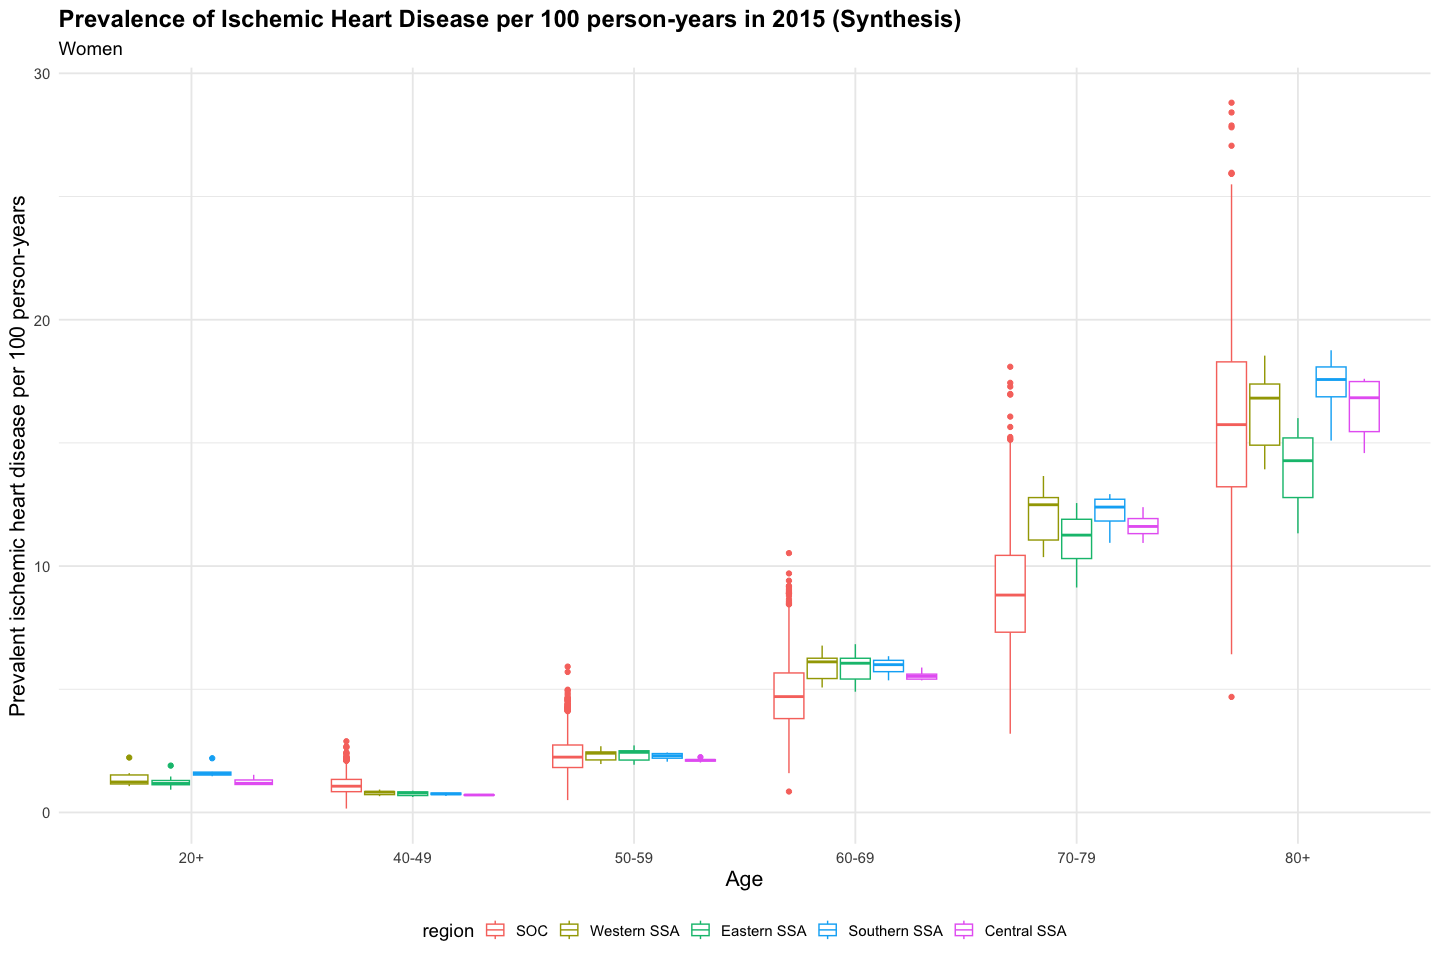 Prevalence of Ischemic Heart Disease per 100 person-years in 2015 (Synthesis)
Women
Prevalent ischemic heart disease per 100 person-years
30
20
10
0
20+ 40-49 50-59 60-69 70-79 80+
Age
region SOC Western SSA Eastern SSA Southern SSA Central SSA